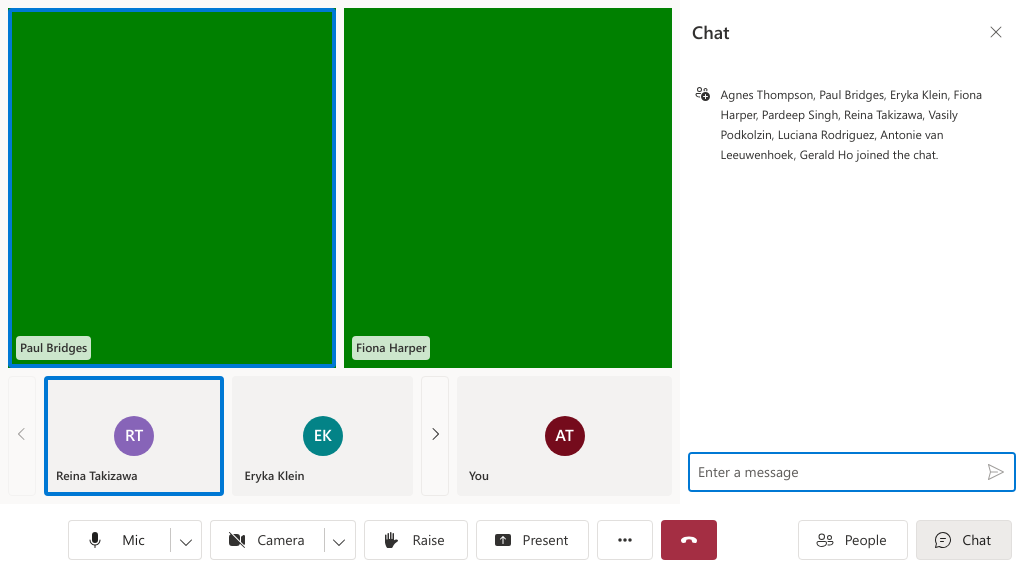 Chat
Agnes Thompson, Paul Bridges, Eryka Klein, Fiona
Harper, Pardeep Singh, Reina Takizawa, Vasily
Podkolzin, Luciana Rodriguez, Antonie van
Leeuwenhoek, Gerald Ho joined the chat.
Paul Bridges
Fiona Harper
RT
Reina Takizawa
EK
Eryka Klein
AT
You
Enter a message
Mic
Camera
Raise
Present
People
Chat